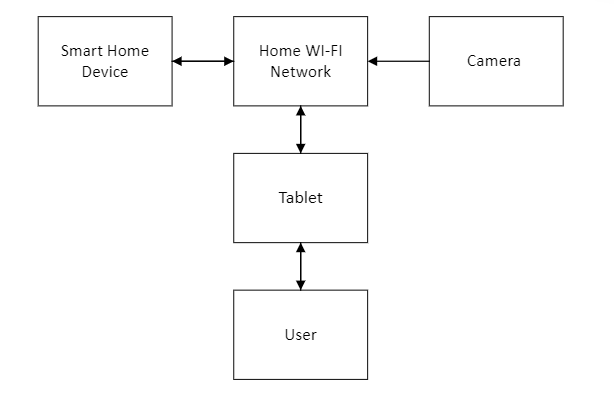 Smart Home
Device
Home WI-FI
Network
Camera
Tablet
User